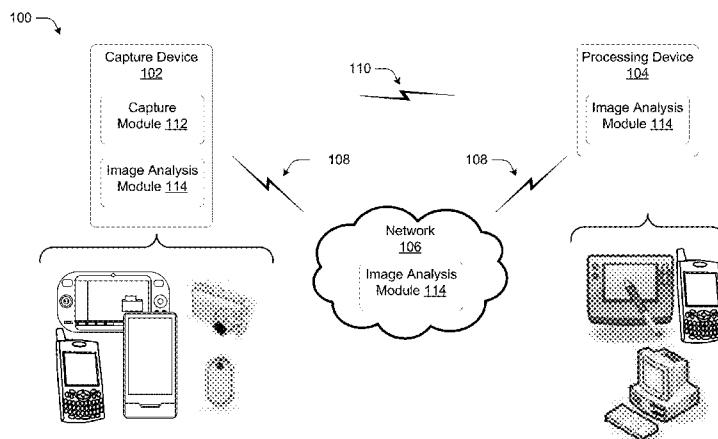 100
Capture Device
102
Capture
Module 112
Image Analysis
Module 114
110
Processing Device
104
Image Analysis
Module 114
108
108
Network
106
Image Analysis
Module 114